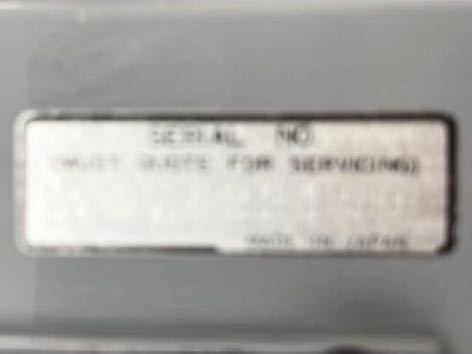 SERIAL NO.
(MUST QUOTE FOR SERVICING)
MADE IN JAPAN